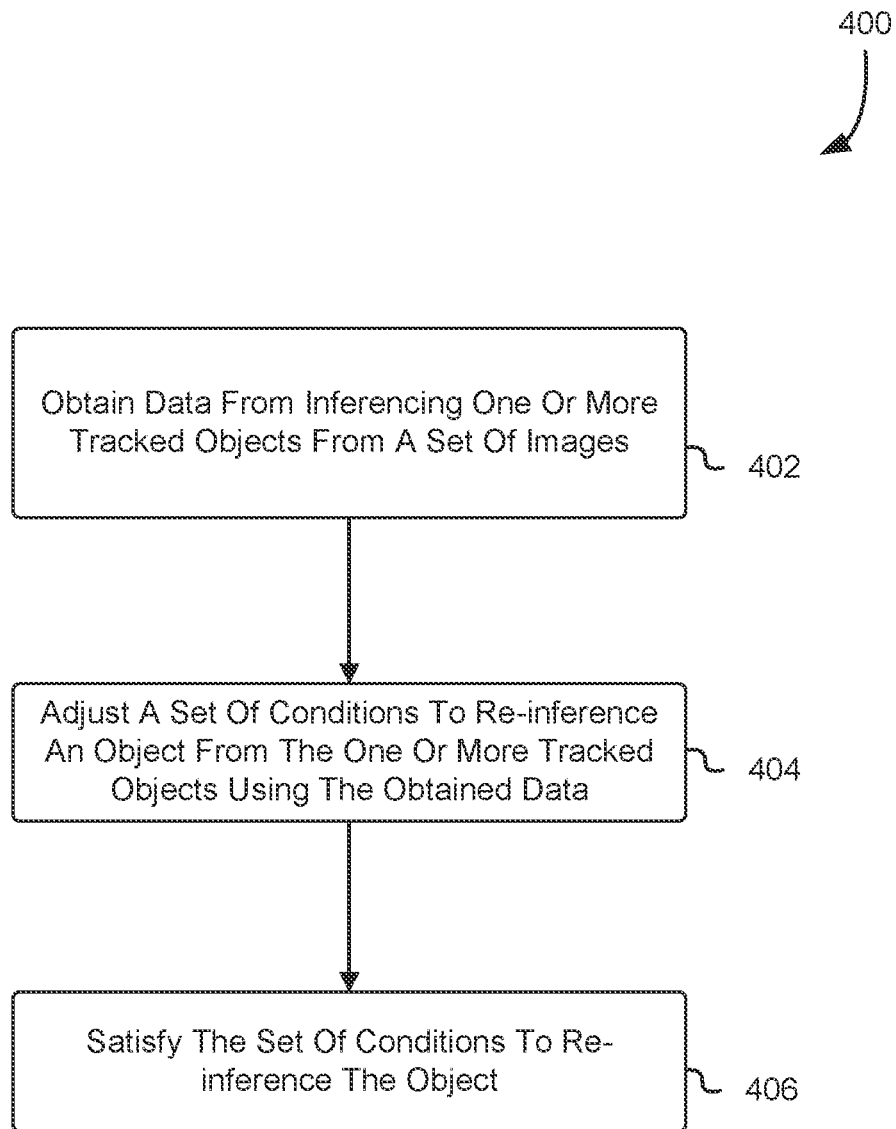 400
Obtain Data From Inferencing One Or More
Tracked Objects From A Set Of Images
402
Adjust A Set Of Conditions To Re-inference
An Object From The One Or More Tracked
Objects Using The Obtained Data
404
Satisfy The Set Of Conditions To Re-
inference The Object
406